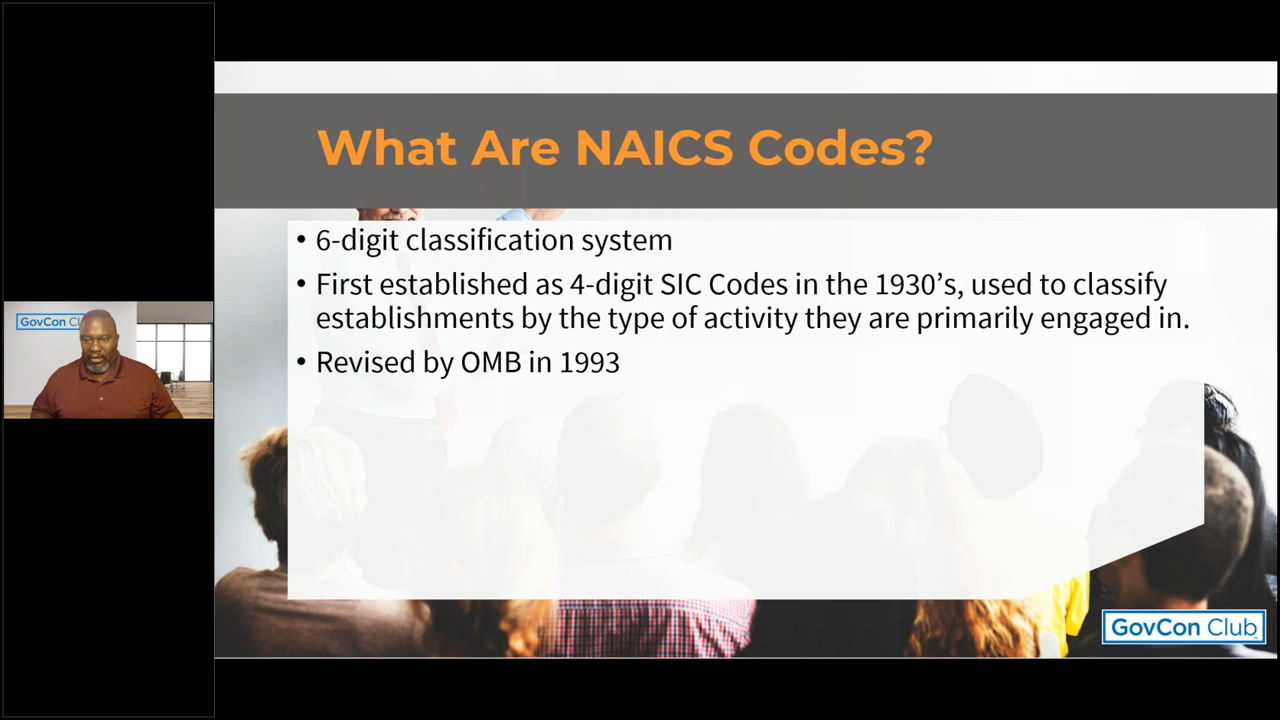 What Are NAICS Codes?
• 6-digit classification system
• First established as 4-digit SIC Codes in the 1930’s, used to classify
establishments by the type of activity they are primarily engaged in.
• Revised by OMB in 1993
GovCon Cl
GovCon Club